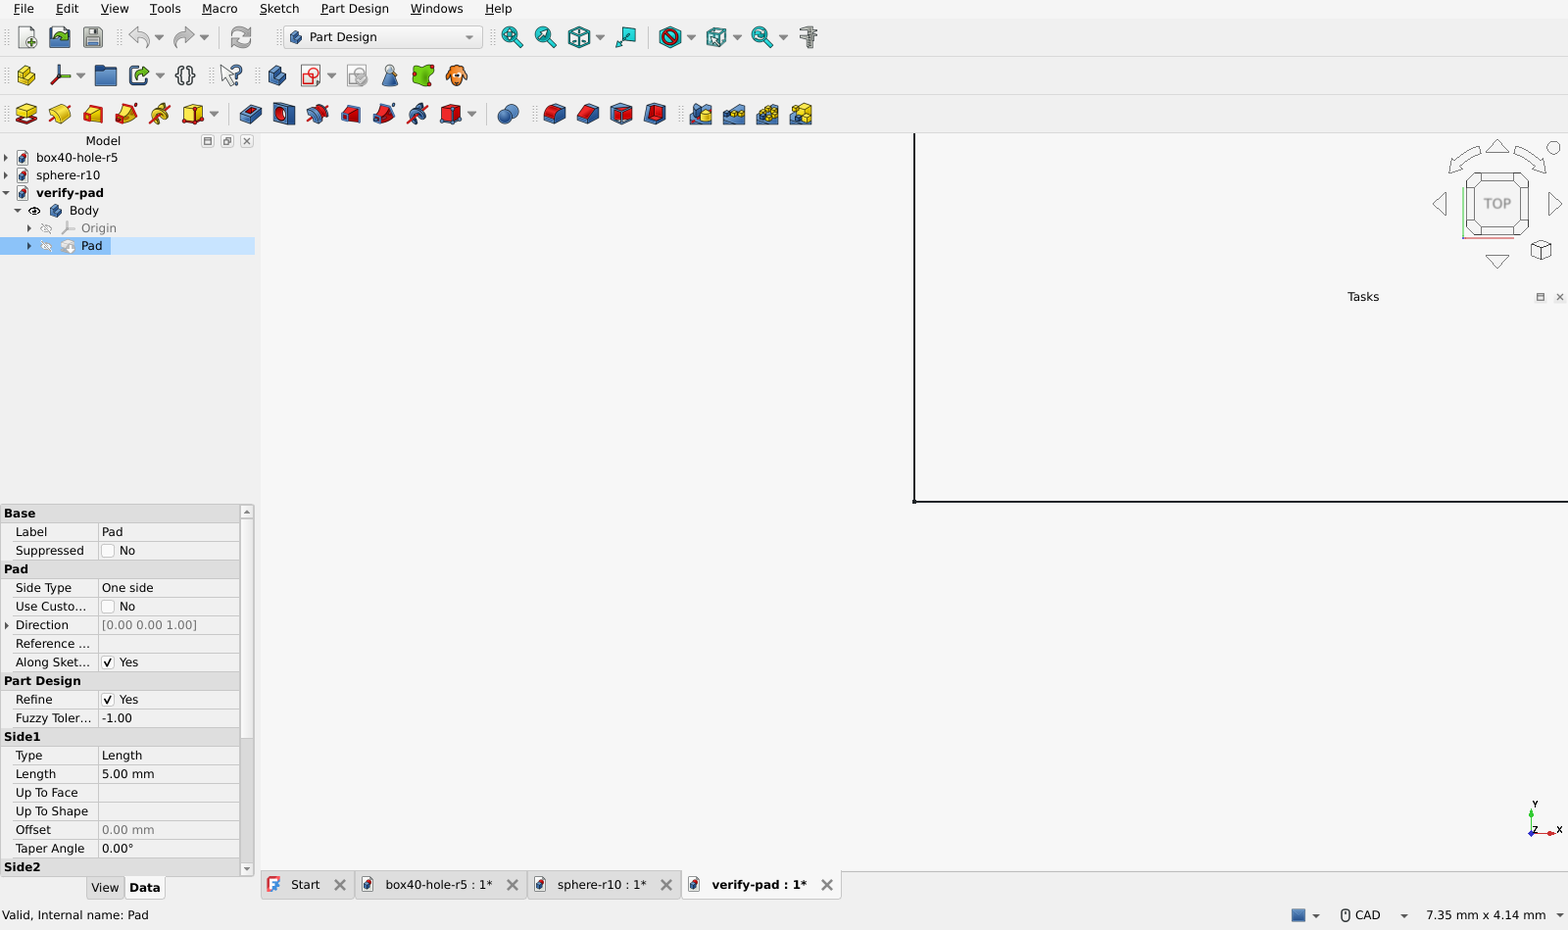 File Edit View Tools Macro Sketch Part Design Windows Help
Part Design
Model
box40-hole-r5
sphere-r10
verify-pad
Body
Origin
Pad
TOP
Tasks
Base
Label Pad
Suppressed No
Pad
Side Type One side
Use Custo... No
Direction [0.00 0.00 1.00]
Reference ...
Along Sket... Yes
Part Design
Refine Yes
Fuzzy Toler... -1.00
Side1
Type Length
Length 5.00 mm
Up To Face
Up To Shape
Offset 0.00 mm
Taper Angle 0.00°
Side2
View Data
Y
Z X
Start box40-hole-r5 : 1* sphere-r10 : 1* verify-pad : 1*
Valid, Internal name: Pad
CAD 7.35 mm x 4.14 mm